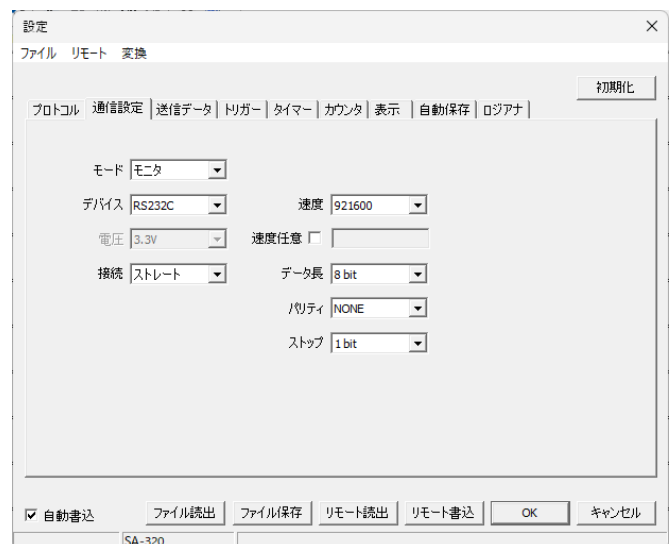 設定
ファイル リモート 変換
初期化
プロトコル 通信設定 送信データ トリガー タイマー カウンタ 表示 自動保存 ロジアナ
モード モニタ
デバイス RS232C 速度 921600
電圧 3.3V 速度任意
接続 ストレート データ長 8 bit
パリティ NONE
ストップ 1 bit
自動書込 ファイル読出 ファイル保存 リモート読出 リモート書込 OK キャンセル
SA-320